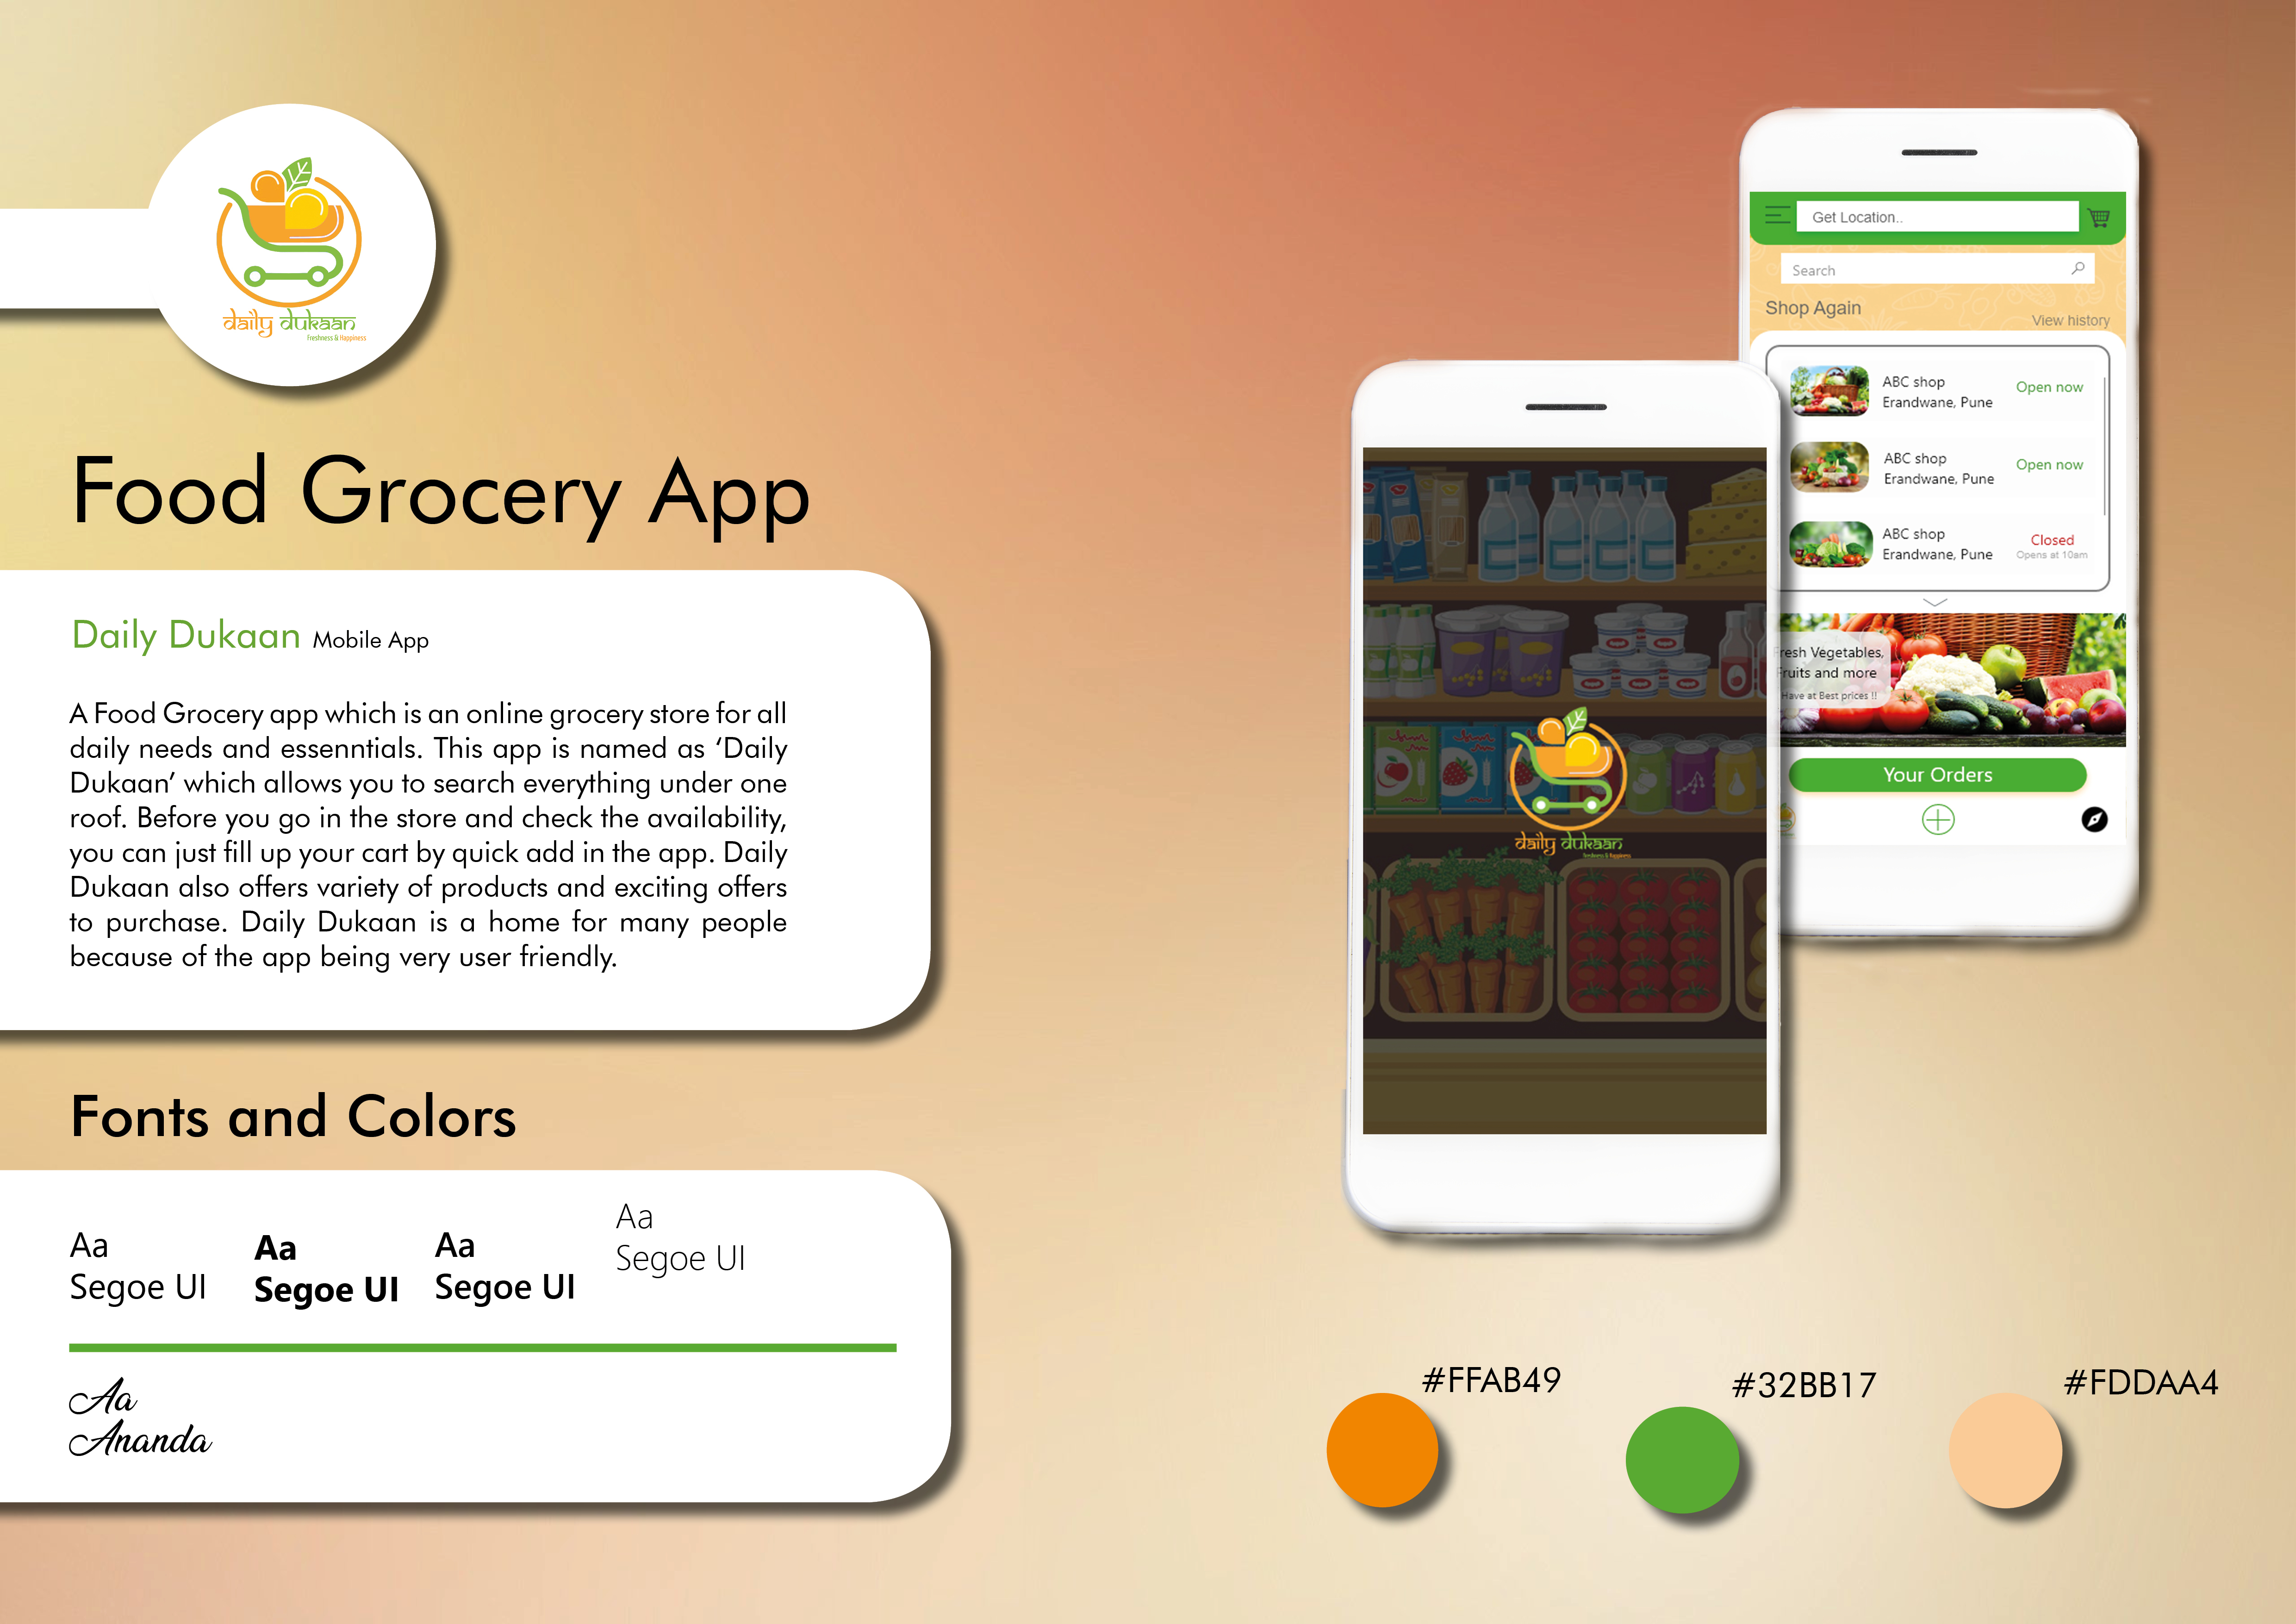 daily dukaan
Freshness & Happiness
Food Grocery App
Daily Dukaan Mobile App
A Food Grocery app which is an online grocery store for all
daily needs and essenntials. This app is named as ‘Daily
Dukaan’ which allows you to search everything under one
roof. Before you go in the store and check the availability,
you can just fill up your cart by quick add in the app. Daily
Dukaan also offers variety of products and exciting offers
to purchase. Daily Dukaan is a home for many people
because of the app being very user friendly.
Fonts and Colors
Aa
Segoe UI
Aa
Segoe UI
Aa
Segoe UI
Aa
Segoe UI
Aa
Ananda
Get Location..
Search
Shop Again
View history
ABC shop
Erandwane, Pune
Open now
ABC shop
Erandwane, Pune
Open now
ABC shop
Erandwane, Pune
Closed
Opens at 10am
Fresh Vegetables,
Fruits and more
Have at Best prices !!
Your Orders
daily dukaan
Freshness & Happiness
#FFAB49
#32BB17
#FDDAA4